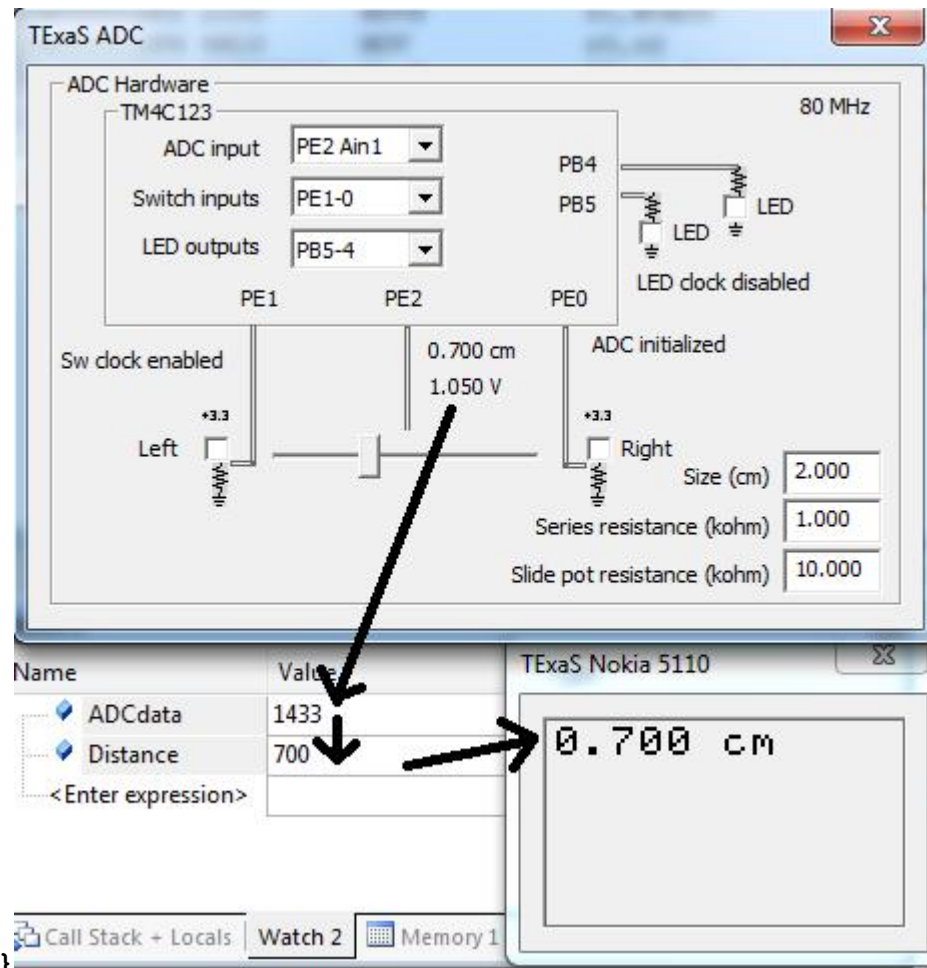 TExaS ADC
ADC Hardware
TM4C123
80 MHz
ADC input PE2 Ain1
PB4
Switch inputs PE1-0
PB5
LED
LED outputs PB5-4
LED
LED clock disabled
PE1 PE2 PE0
Sw clock enabled
0.700 cm
ADC initialized
1.050 V
+3.3
+3.3
Left
Right
Size (cm) 2.000
Series resistance (kohm) 1.000
Slide pot resistance (kohm) 10.000
Name Value
TExaS Nokia 5110
ADCdata 1433
0.700 cm
Distance 700
<Enter expression>
Call Stack + Locals Watch 2 Memory 1
}